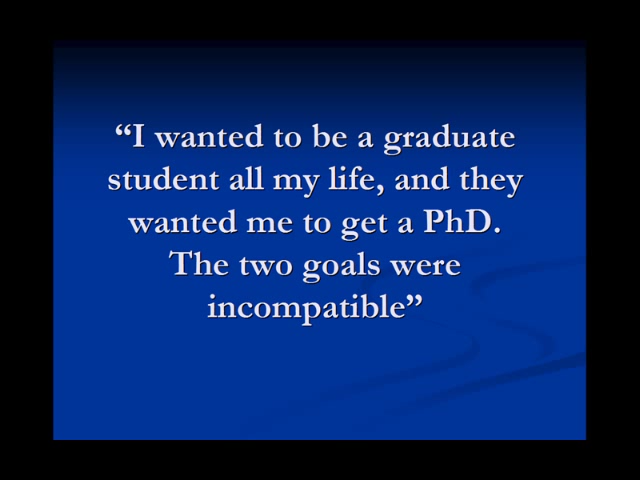 “I wanted to be a graduate
student all my life, and they
wanted me to get a PhD.
The two goals were
incompatible”